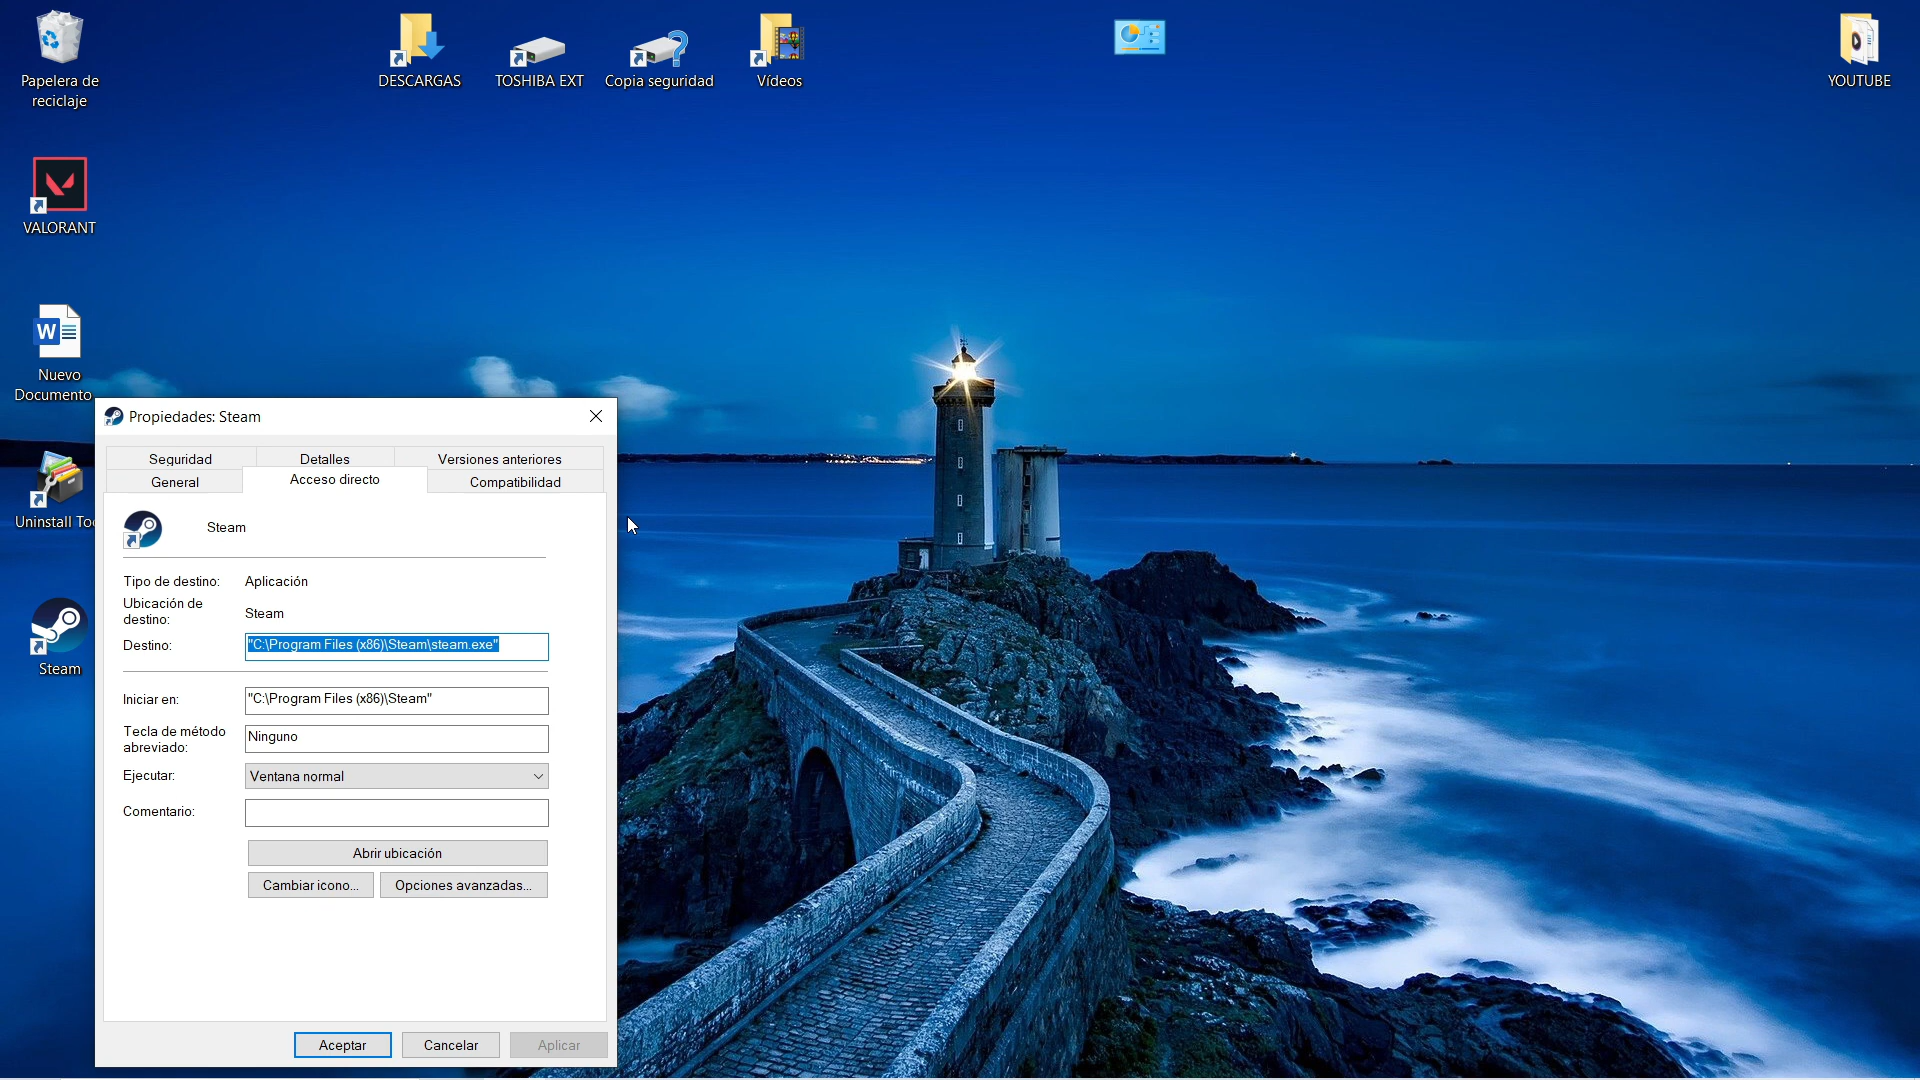 Papelera de
reciclaje
DESCARGAS
TOSHIBA EXT
Copia seguridad
Vídeos
YOUTUBE
VALORANT
W
Nuevo
Documento
Uninstall Too
Steam
Propiedades: Steam
Seguridad
Detalles
Versiones anteriores
General
Acceso directo
Compatibilidad
Steam
Tipo de destino:
Aplicación
Ubicación de
destino:
Steam
Destino:
"C:\Program Files (x86)\Steam\steam.exe"
Iniciar en:
"C:\Program Files (x86)\Steam"
Tecla de método
abreviado:
Ninguno
Ejecutar:
Ventana normal
Comentario:
Abrir ubicación
Cambiar icono...
Opciones avanzadas...
Aceptar
Cancelar
Aplicar